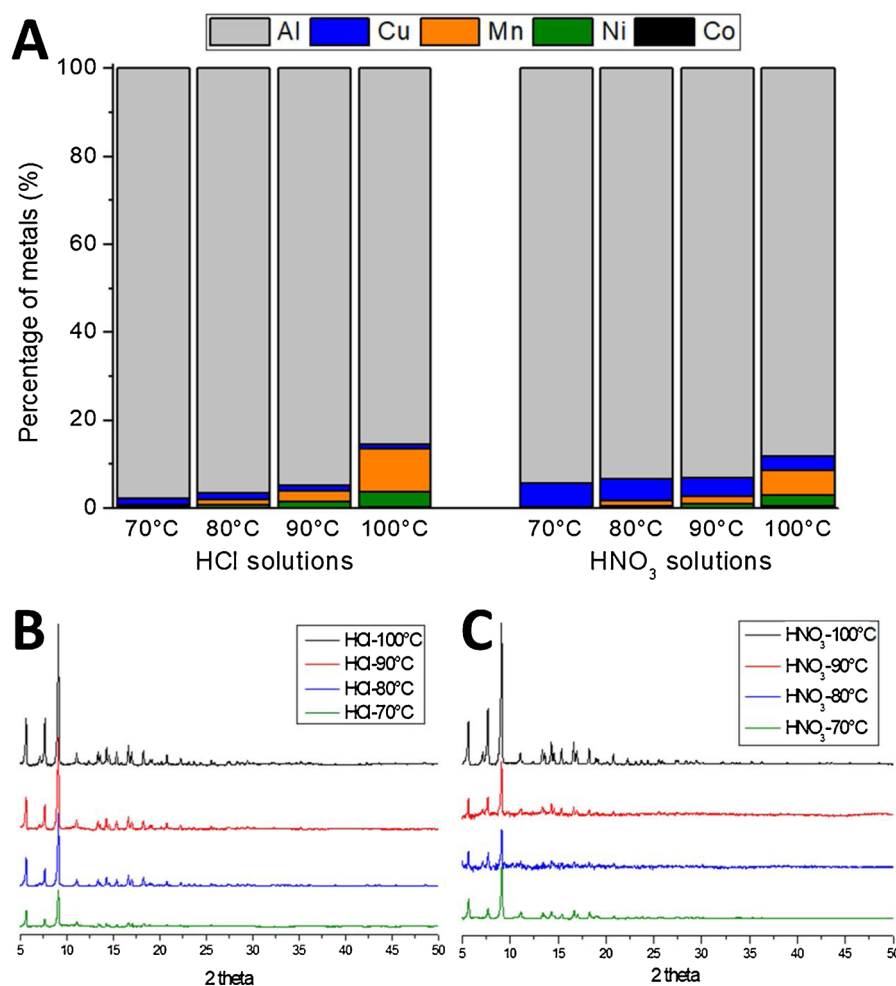 A
Al Cu Mn Ni Co
Percentage of metals (%)
100
80
60
40
20
0
70°C 80°C 90°C 100°C 70°C 80°C 90°C 100°C
HCl solutions HNO3 solutions
B
HCl-100°C
HCl-90°C
HCl-80°C
HCl-70°C
5 10 15 20 25 30 35 40 45 50
2 theta
C
HNO3-100°C
HNO3-90°C
HNO3-80°C
HNO3-70°C
5 10 15 20 25 30 35 40 45 50
2 theta